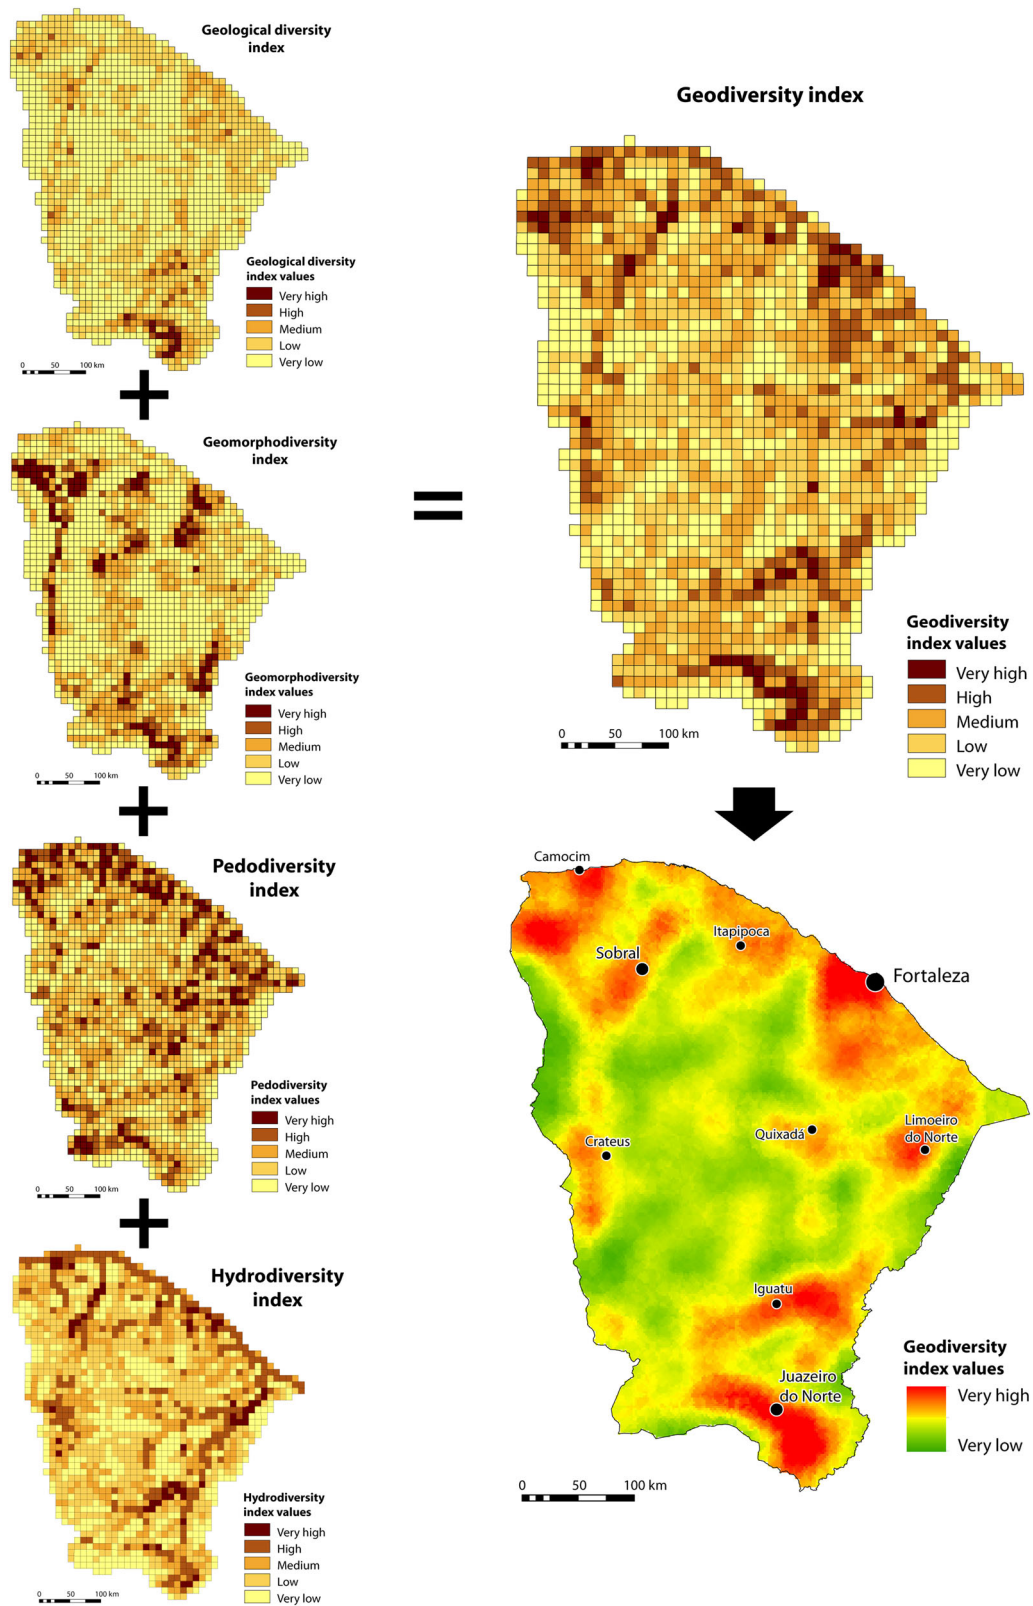 Geological diversity
index
Geological diversity
index values
Very high
High
Medium
Low
Very low
0 50 100 km
Geomorphodiversity
index
Geomorphodiversity
index values
Very high
High
Medium
Low
Very low
0 50 100 km
Pedodiversity
index
Pedodiversity
index values
Very high
High
Medium
Low
Very low
0 50 100 km
Hydrodiversity
index
Hydrodiversity
index values
Very high
High
Medium
Low
Very low
0 50 100 km
Geodiversity index
Geodiversity
index values
Very high
High
Medium
Low
Very low
0 50 100 km
Camocim
Itapipoca
Sobral
Fortaleza
Limoeiro
do Norte
Quixadá
Crateus
Iguatu
Juazeiro
do Norte
Geodiversity
index values
Very high
Very low
0 50 100 km